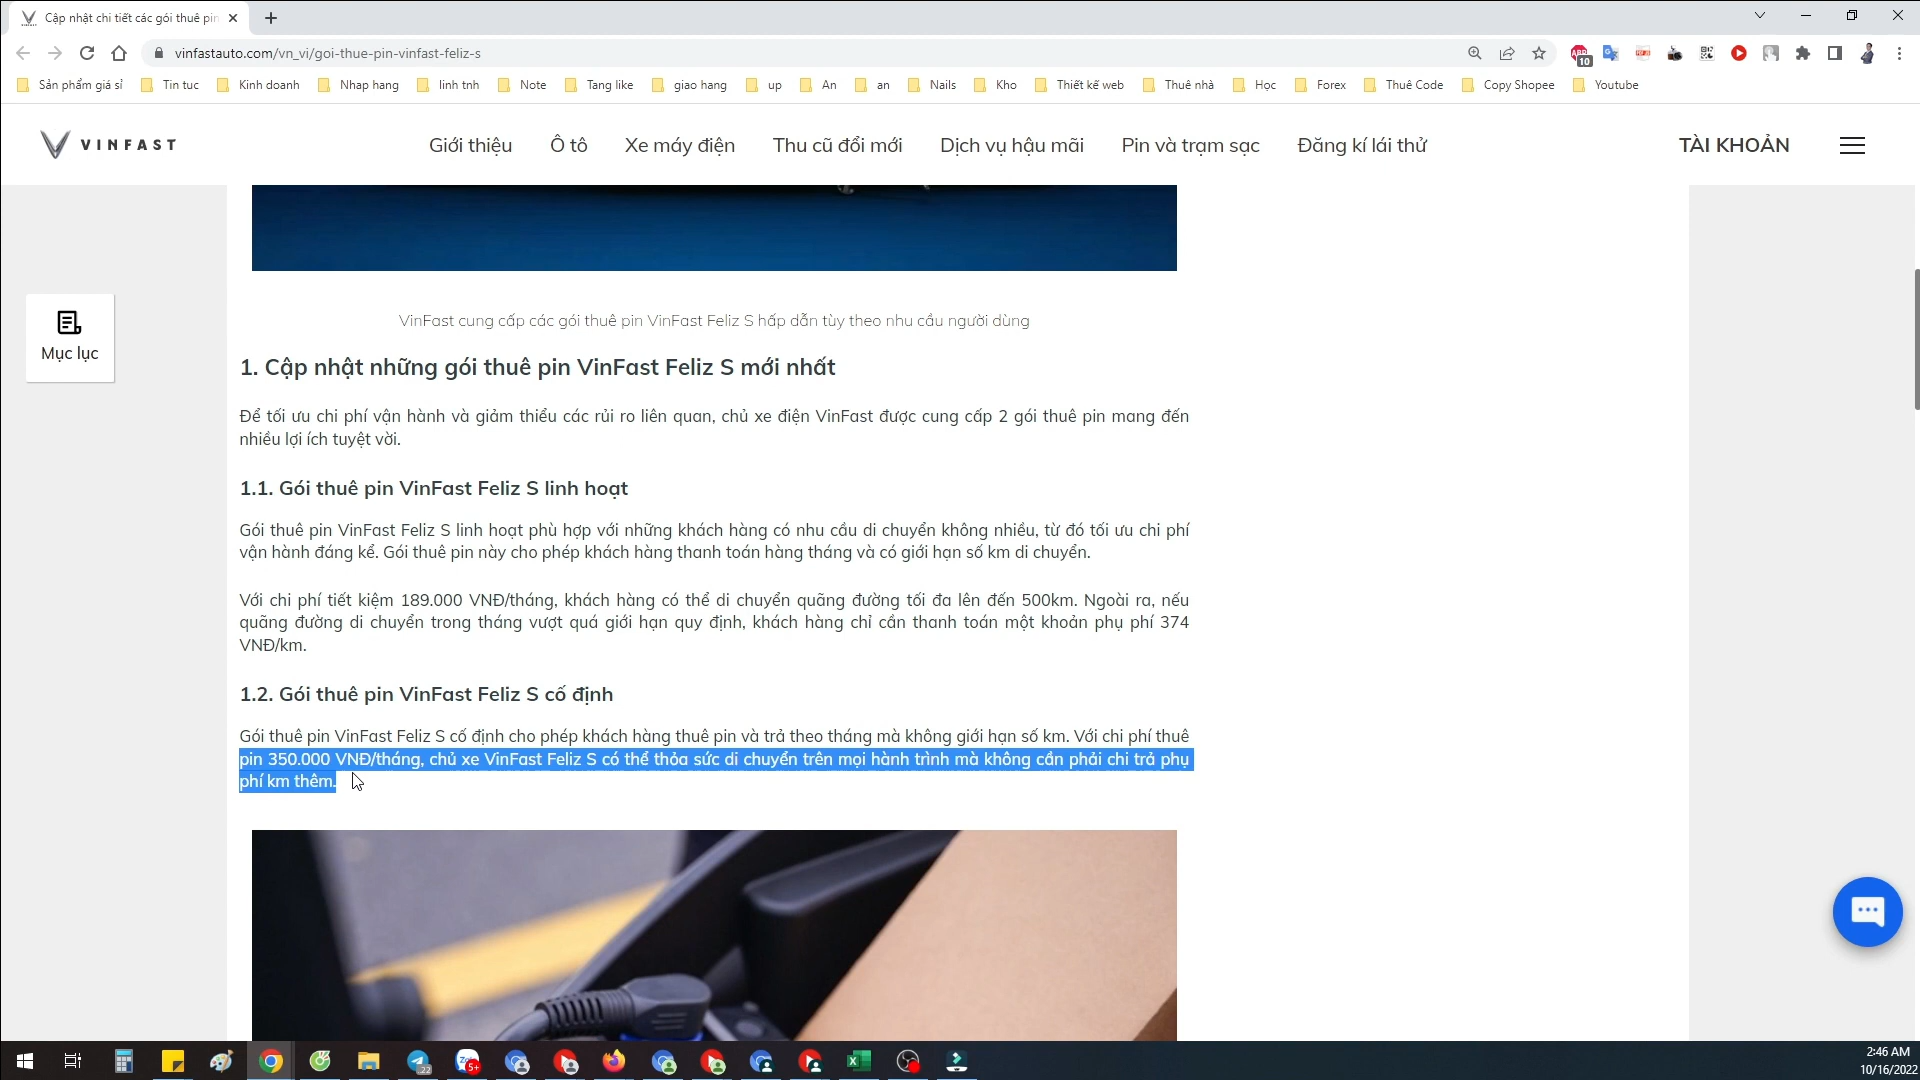 Cập nhật chi tiết các gói thuê pin
vinfastauto.com/vn_vi/goi-thue-pin-vinfast-feliz-s
10
Sản phẩm giá sỉ Tin tuc Kinh doanh Nhap hang linh tnh Note Tang like giao hang up An an Nails Kho Thiết kế web Thuê nhà Học Forex Thuê Code Copy Shopee Youtube
VINFAST Giới thiệu Ô tô Xe máy điện Thu cũ đổi mới Dịch vụ hậu mãi Pin và trạm sạc Đăng kí lái thử TÀI KHOẢN
Mục lục
VinFast cung cấp các gói thuê pin VinFast Feliz S hấp dẫn tùy theo nhu cầu người dùng
1. Cập nhật những gói thuê pin VinFast Feliz S mới nhất
Để tối ưu chi phí vận hành và giảm thiểu các rủi ro liên quan, chủ xe điện VinFast được cung cấp 2 gói thuê pin mang đến
nhiều lợi ích tuyệt vời.
1.1. Gói thuê pin VinFast Feliz S linh hoạt
Gói thuê pin VinFast Feliz S linh hoạt phù hợp với những khách hàng có nhu cầu di chuyển không nhiều, từ đó tối ưu chi phí
vận hành đáng kể. Gói thuê pin này cho phép khách hàng thanh toán hàng tháng và có giới hạn số km di chuyển.
Với chi phí tiết kiệm 189.000 VNĐ/tháng, khách hàng có thể di chuyển quãng đường tối đa lên đến 500km. Ngoài ra, nếu
quãng đường di chuyển trong tháng vượt quá giới hạn quy định, khách hàng chỉ cần thanh toán một khoản phụ phí 374
VNĐ/km.
1.2. Gói thuê pin VinFast Feliz S cố định
Gói thuê pin VinFast Feliz S cố định cho phép khách hàng thuê pin và trả theo tháng mà không giới hạn số km. Với chi phí thuê
pin 350.000 VNĐ/tháng, chủ xe VinFast Feliz S có thể thỏa sức di chuyển trên mọi hành trình mà không cần phải chi trả phụ
phí km thêm.
22
5+
2:46 AM
10/16/2022